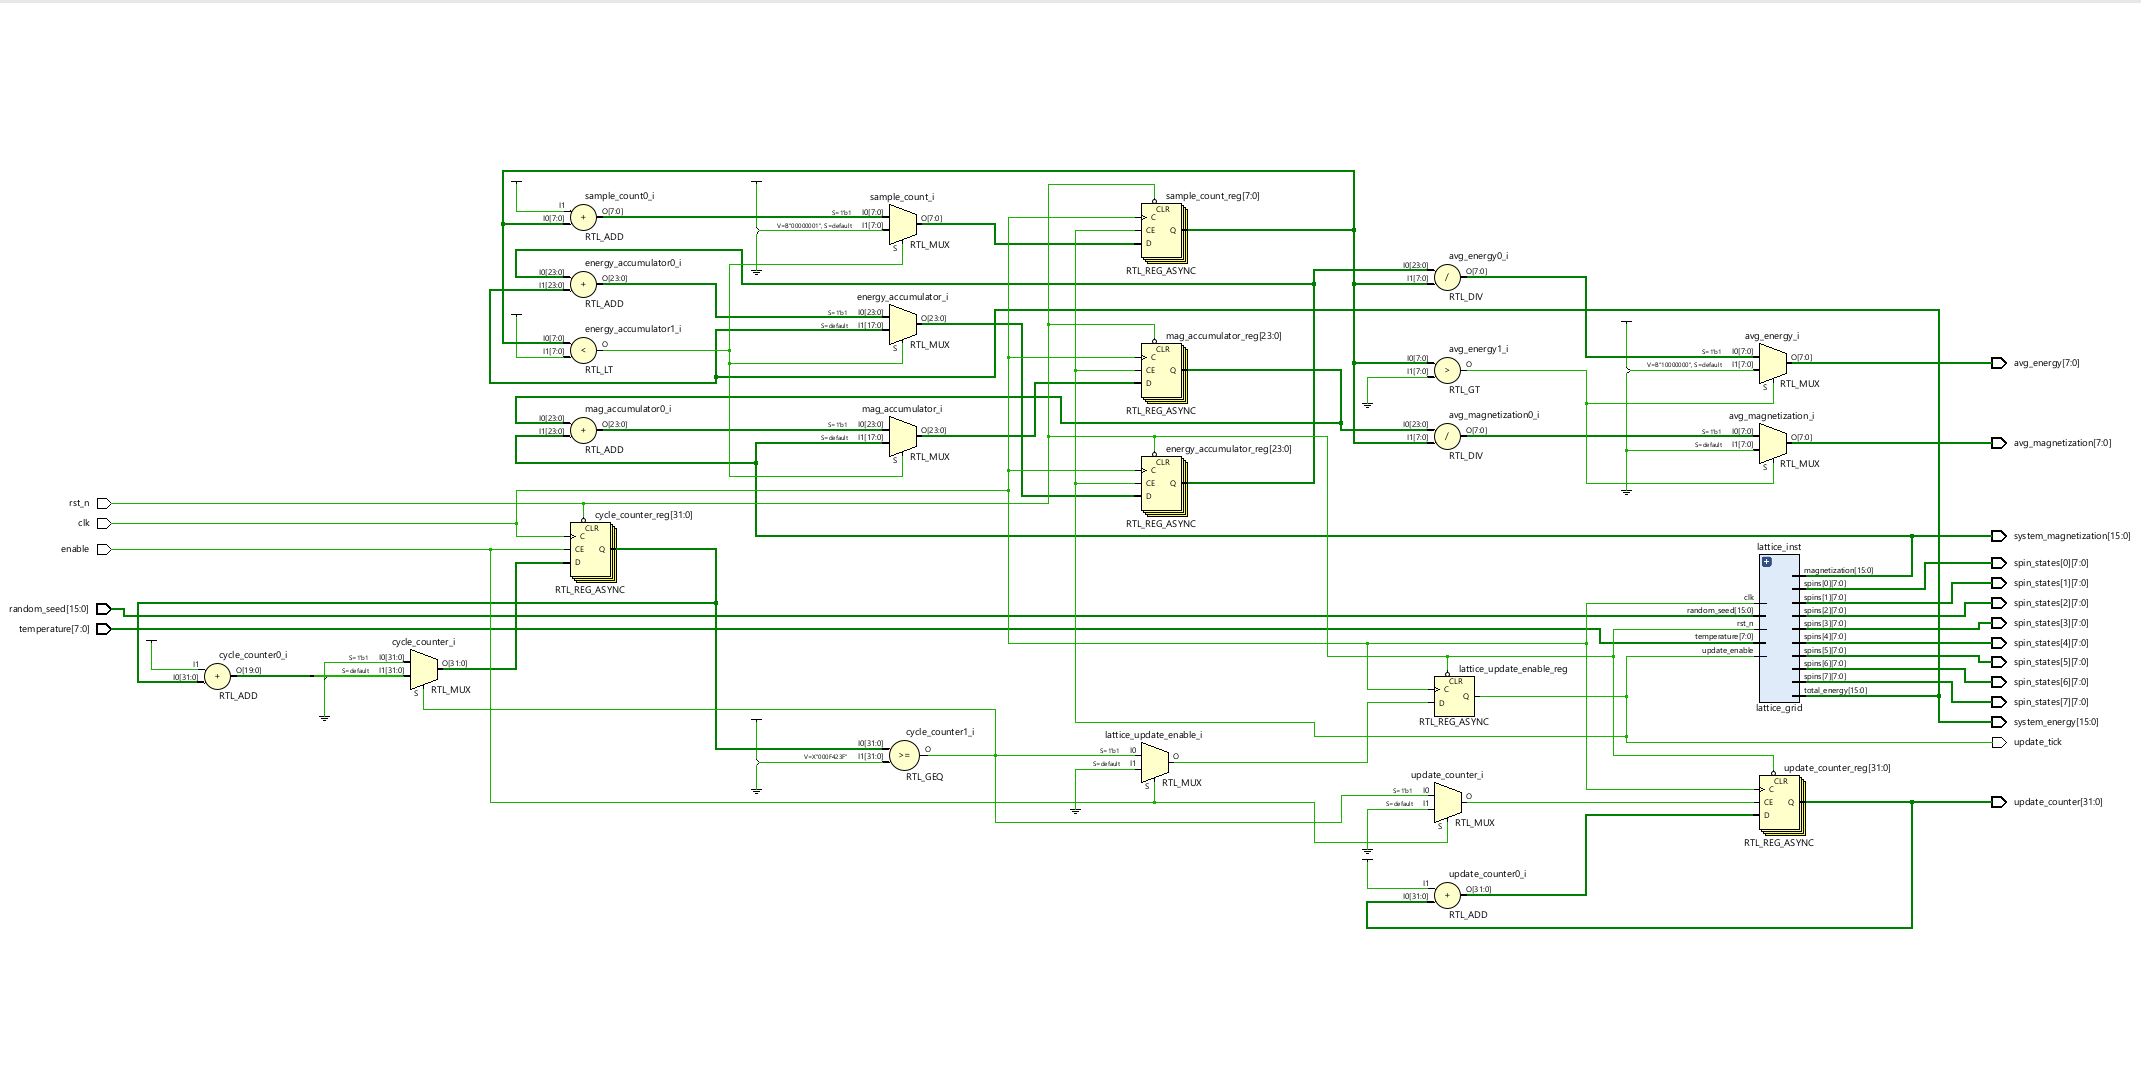 sample_count0_i
I1
I0[7:0]
O[7:0]
+
RTL_ADD
sample_count_i
S=1'b1 I0[7:0]
V=B"00000001", S=default I1[7:0]
O[7:0]
S
RTL_MUX
sample_count_reg[7:0]
CLR
C
CE
Q
D
RTL_REG_ASYNC
energy_accumulator0_i
I0[23:0]
I1[23:0]
O[23:0]
+
RTL_ADD
energy_accumulator_i
S=1'b1 I0[23:0]
S=default I1[17:0]
O[23:0]
S
RTL_MUX
energy_accumulator1_i
I0[7:0]
I1[7:0]
O
<
RTL_LT
mag_accumulator_reg[23:0]
CLR
C
CE
Q
D
RTL_REG_ASYNC
mag_accumulator0_i
I0[23:0]
I1[23:0]
O[23:0]
+
RTL_ADD
mag_accumulator_i
S=1'b1 I0[23:0]
S=default I1[17:0]
O[23:0]
S
RTL_MUX
energy_accumulator_reg[23:0]
CLR
C
CE
Q
D
RTL_REG_ASYNC
avg_energy0_i
I0[23:0]
I1[7:0]
O[7:0]
/
RTL_DIV
avg_energy1_i
I0[7:0]
I1[7:0]
O
>
RTL_GT
avg_magnetization0_i
I0[23:0]
I1[7:0]
O[7:0]
/
RTL_DIV
avg_energy_i
S=1'b1 I0[7:0]
V=B"10000000", S=default I1[7:0]
O[7:0]
S
RTL_MUX
avg_magnetization_i
S=1'b1 I0[7:0]
S=default I1[7:0]
O[7:0]
S
RTL_MUX
avg_energy[7:0]
avg_magnetization[7:0]
rst_n
clk
enable
random_seed[15:0]
temperature[7:0]
cycle_counter_reg[31:0]
CLR
C
CE
Q
D
RTL_REG_ASYNC
cycle_counter0_i
I1
I0[31:0]
O[19:0]
+
RTL_ADD
cycle_counter_i
S=1'b1 I0[31:0]
S=default I1[31:0]
O[31:0]
S
RTL_MUX
cycle_counter1_i
I0[31:0]
V=X"000F423F" I1[31:0]
O
>=
RTL_GEQ
lattice_update_enable_i
S=1'b1 I0
S=default I1
O
S
RTL_MUX
lattice_update_enable_reg
CLR
C
Q
D
RTL_REG_ASYNC
update_counter_i
S=1'b1 I0
S=default I1
O
S
RTL_MUX
update_counter0_i
I1
I0[31:0]
O[31:0]
+
RTL_ADD
lattice_inst
+
clk
random_seed[15:0]
rst_n
temperature[7:0]
update_enable
magnetization[15:0]
spins[0][7:0]
spins[1][7:0]
spins[2][7:0]
spins[3][7:0]
spins[4][7:0]
spins[5][7:0]
spins[6][7:0]
spins[7][7:0]
total_energy[15:0]
lattice_grid
update_counter_reg[31:0]
CLR
C
CE
Q
D
RTL_REG_ASYNC
system_magnetization[15:0]
spin_states[0][7:0]
spin_states[1][7:0]
spin_states[2][7:0]
spin_states[3][7:0]
spin_states[4][7:0]
spin_states[5][7:0]
spin_states[6][7:0]
spin_states[7][7:0]
system_energy[15:0]
update_tick
update_counter[31:0]